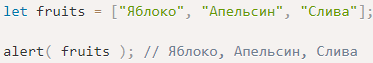 let fruits = ["Яблоко", "Апельсин", "Слива"];
alert( fruits ); // Яблоко, Апельсин, Слива